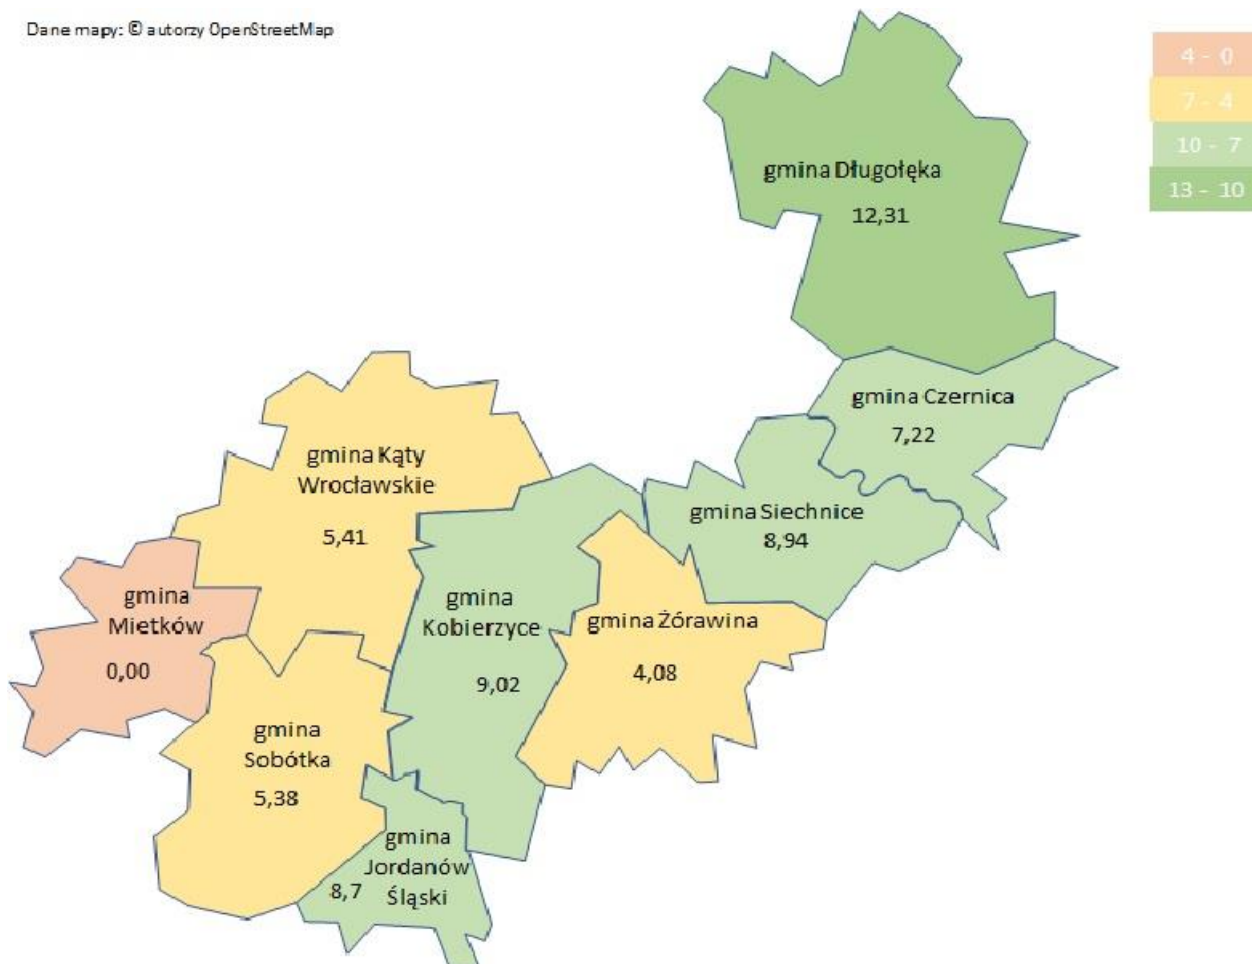 Dane mapy: © autorzy OpenStreetMap
4 - 0
7 - 4
10 - 7
13 - 10
gmina Długołęka
12,31
gmina Czernica
7,22
gmina Kąty
Wrocławskie
5,41
gmina Siechnice
8,94
gmina
Mietków
0,00
gmina
Kobierzyce
9,02
gmina Żórawina
4,08
gmina
Sobótka
5,38
gmina
Jordanów
Śląski
8,7